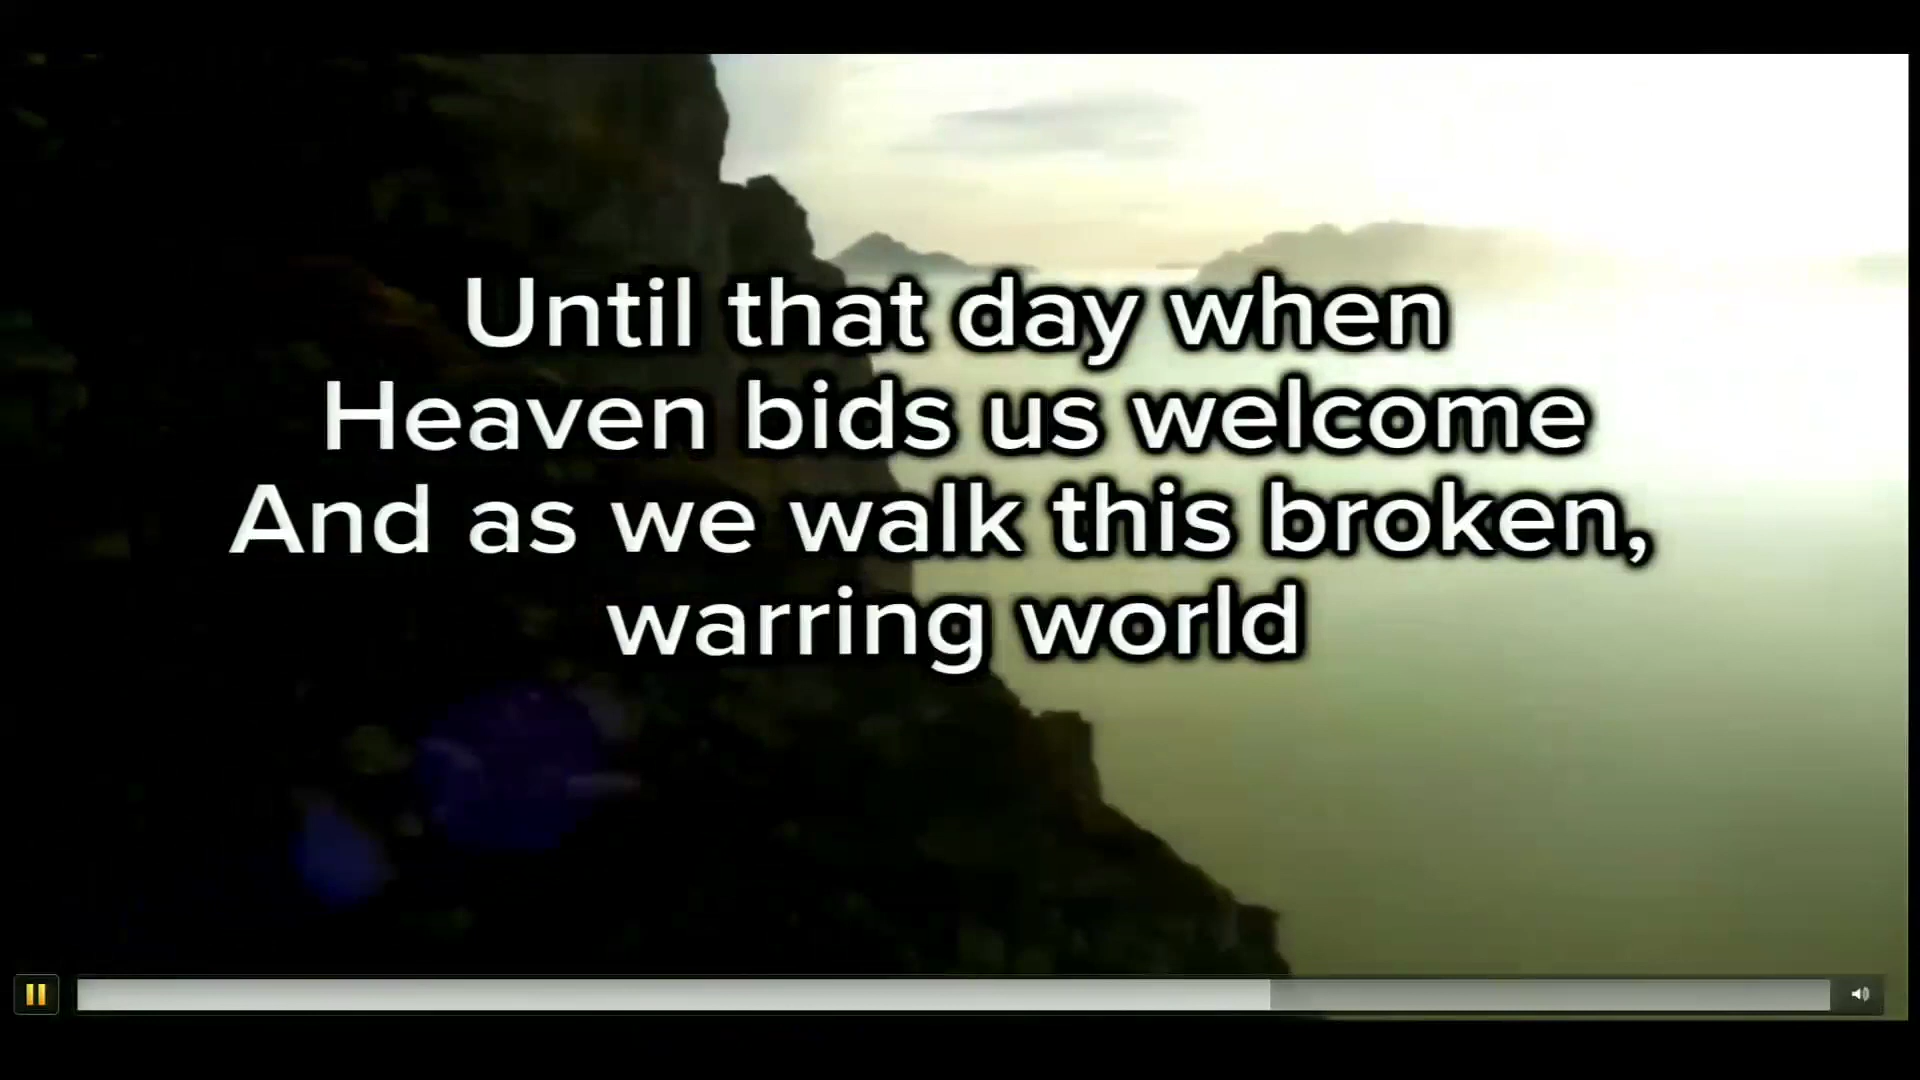 Until that day when
Heaven bids us welcome
And as we walk this broken,
warring world